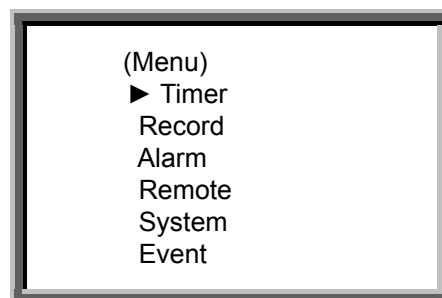 (Menu)
► Timer
Record
Alarm
Remote
System
Event